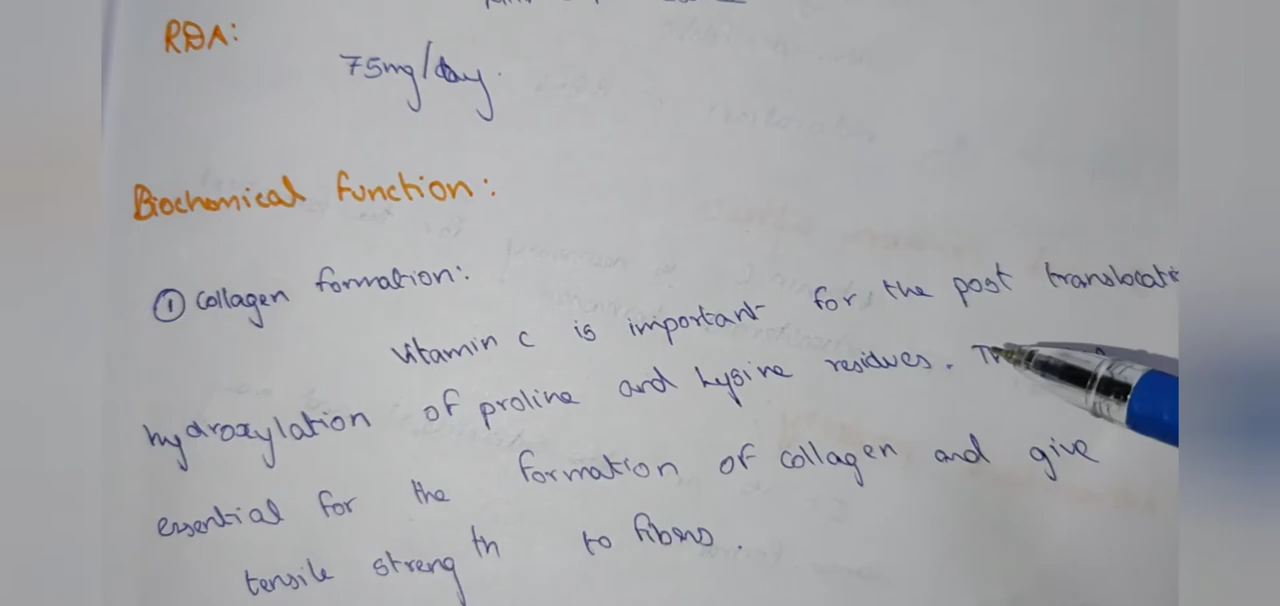 RDA:
75mg/day.
Biochemical function:
① Collagen formation:
Vitamin C is important for the post translocati
hydroxylation of proline and lysine residues.
essential for the formation of collagen and give
tensile strength to fibers.